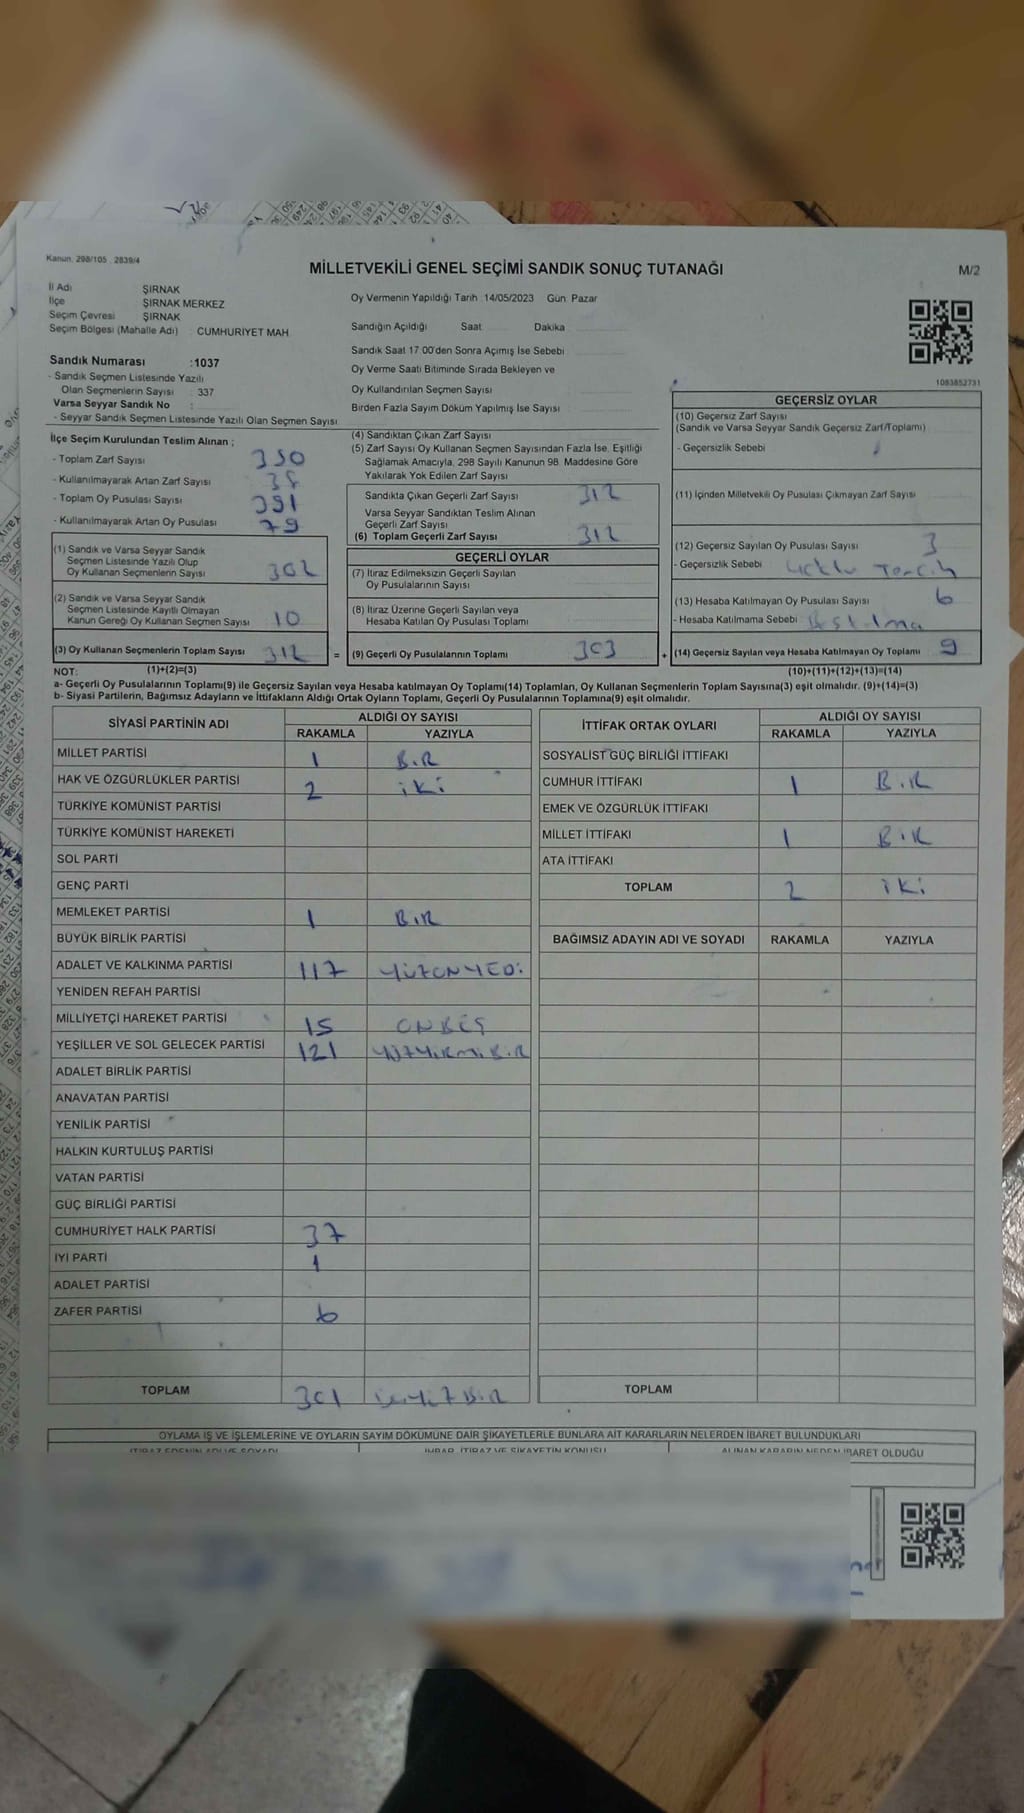 Kanun. 298/105 . 2839/4
MİLLETVEKİLİ GENEL SEÇİMİ SANDIK SONUÇ TUTANAĞI
M/2
İl Adı ŞIRNAK
İlçe ŞIRNAK MERKEZ
Seçim Çevresi ŞIRNAK
Seçim Bölgesi (Mahalle Adı) : CUMHURİYET MAH.
Sandık Numarası :1037
- Sandık Seçmen Listesinde Yazılı
Olan Seçmenlerin Sayısı : 337
Varsa Seyyar Sandık No :
- Seyyar Sandık Seçmen Listesinde Yazılı Olan Seçmen Sayısı
Oy Vermenin Yapıldığı Tarih :14/05/2023 Gün: Pazar
Sandığın Açıldığı Saat Dakika
Sandık Saat 17:00'den Sonra Açımış İse Sebebi
Oy Verme Saati Bitiminde Sırada Bekleyen ve
Oy Kullandırılan Seçmen Sayısı
Birden Fazla Sayım Döküm Yapılmış İse Sayısı
1083852731
İlçe Seçim Kurulundan Teslim Alınan ;
- Toplam Zarf Sayısı 350
- Kullanılmayarak Artan Zarf Sayısı 38
- Toplam Oy Pusulası Sayısı 391
- Kullanılmayarak Artan Oy Pusulası 79
(1) Sandık ve Varsa Seyyar Sandık
Seçmen Listesinde Yazılı Olup
Oy Kullanan Seçmenlerin Sayısı 302
(2) Sandık ve Varsa Seyyar Sandık
Seçmen Listesinde Kayıtlı Olmayan
Kanun Gereği Oy Kullanan Seçmen Sayısı 10
(3) Oy Kullanan Seçmenlerin Toplam Sayısı 312 =
(4) Sandıktan Çıkan Zarf Sayısı
(5) Zarf Sayısı Oy Kullanan Seçmen Sayısından Fazla İse, Eşitliği
Sağlamak Amacıyla, 298 Sayılı Kanunun 98. Maddesine Göre
Yakılarak Yok Edilen Zarf Sayısı
Sandıkta Çıkan Geçerli Zarf Sayısı 312
Varsa Seyyar Sandıktan Teslim Alınan
Geçerli Zarf Sayısı
(6) Toplam Geçerli Zarf Sayısı 312
GEÇERLİ OYLAR
(7) İtiraz Edilmeksizin Geçerli Sayılan
Oy Pusulalarının Sayısı
(8) İtiraz Üzerine Geçerli Sayılan veya
Hesaba Katılan Oy Pusulası Toplamı
(9) Geçerli Oy Pusulalarının Toplamı 303 +
GEÇERSİZ OYLAR
(10) Geçersiz Zarf Sayısı
(Sandık ve Varsa Seyyar Sandık Geçersiz Zarf/Toplamı)
- Geçersizlik Sebebi
(11) İçinden Milletvekili Oy Pusulası Çıkmayan Zarf Sayısı
(12) Geçersiz Sayılan Oy Pusulası Sayısı 3
- Geçersizlik Sebebi Tercih
(13) Hesaba Katılmayan Oy Pusulası Sayısı 6
- Hesaba Katılmama Sebebi
(14) Geçersiz Sayılan veya Hesaba Katılmayan Oy Toplamı 9
NOT: (1)+(2)=(3)
(10)+(11)+(12)+(13)=(14)
a- Geçerli Oy Pusulalarının Toplamı(9) ile Geçersiz Sayılan veya Hesaba katılmayan Oy Toplamı(14) Toplamları, Oy Kullanan Seçmenlerin Toplam Sayısına(3) eşit olmalıdır. (9)+(14)=(3)
b- Siyasi Partilerin, Bağımsız Adayların ve İttifakların Aldığı Ortak Oyların Toplamı, Geçerli Oy Pusulalarının Toplamına(9) eşit olmalıdır.
SİYASİ PARTİNİN ADI ALDIĞI OY SAYISI
RAKAMLA YAZIYLA
MİLLET PARTİSİ 1 BİR
HAK VE ÖZGÜRLÜKLER PARTİSİ 2 iki
TÜRKİYE KOMÜNİST PARTİSİ
TÜRKİYE KOMÜNİST HAREKETİ
SOL PARTİ
GENÇ PARTİ
MEMLEKET PARTİSİ 1 BİR
BÜYÜK BİRLİK PARTİSİ
ADALET VE KALKINMA PARTİSİ 117 YÜZONYEDİ
YENİDEN REFAH PARTİSİ
MİLLİYETÇİ HAREKET PARTİSİ 15 ONBEŞ
YEŞİLLER VE SOL GELECEK PARTİSİ 121 YÜZYİRMİBİR
ADALET BİRLİK PARTİSİ
ANAVATAN PARTİSİ
YENİLİK PARTİSİ
HALKIN KURTULUŞ PARTİSİ
VATAN PARTİSİ
GÜÇ BİRLİĞİ PARTİSİ
CUMHURİYET HALK PARTİSİ 37
İYİ PARTİ 1
ADALET PARTİSİ
ZAFER PARTİSİ 6
TOPLAM 301 üçyüzBİR
İTTİFAK ORTAK OYLARI ALDIĞI OY SAYISI
RAKAMLA YAZIYLA
SOSYALİST GÜÇ BİRLİĞİ İTTİFAKI
CUMHUR İTTİFAKI 1 BİR
EMEK VE ÖZGÜRLÜK İTTİFAKI
MİLLET İTTİFAKI 1 BİR
ATA İTTİFAKI
TOPLAM 2 iki
BAĞIMSIZ ADAYIN ADI VE SOYADI RAKAMLA YAZIYLA
TOPLAM
OYLAMA İŞ VE İŞLEMLERİNE VE OYLARIN SAYIM DÖKÜMÜNE DAİR ŞİKAYETLERLE BUNLARA AİT KARARLARIN NELERDEN İBARET BULUNDUKLARI
İTİRAZ EDENİN ADI VE SOYADI İHBAR, İTİRAZ VE ŞİKAYETİN KONUSU ALINAN KARARIN NEDEN İBARET OLDUĞU